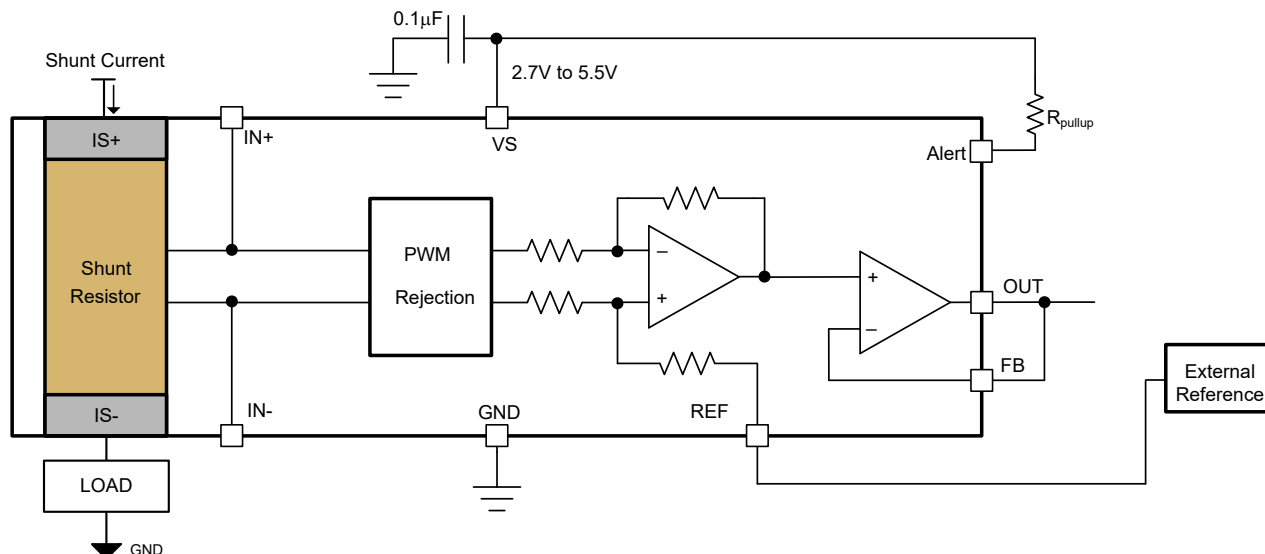 0.1µF
Shunt Current
2.7V to 5.5V
R_pullup
IS+
IN+
VS
Alert
Shunt
Resistor
PWM
Rejection
−
+
+
−
OUT
FB
External
Reference
IS-
IN-
GND
REF
LOAD
GND